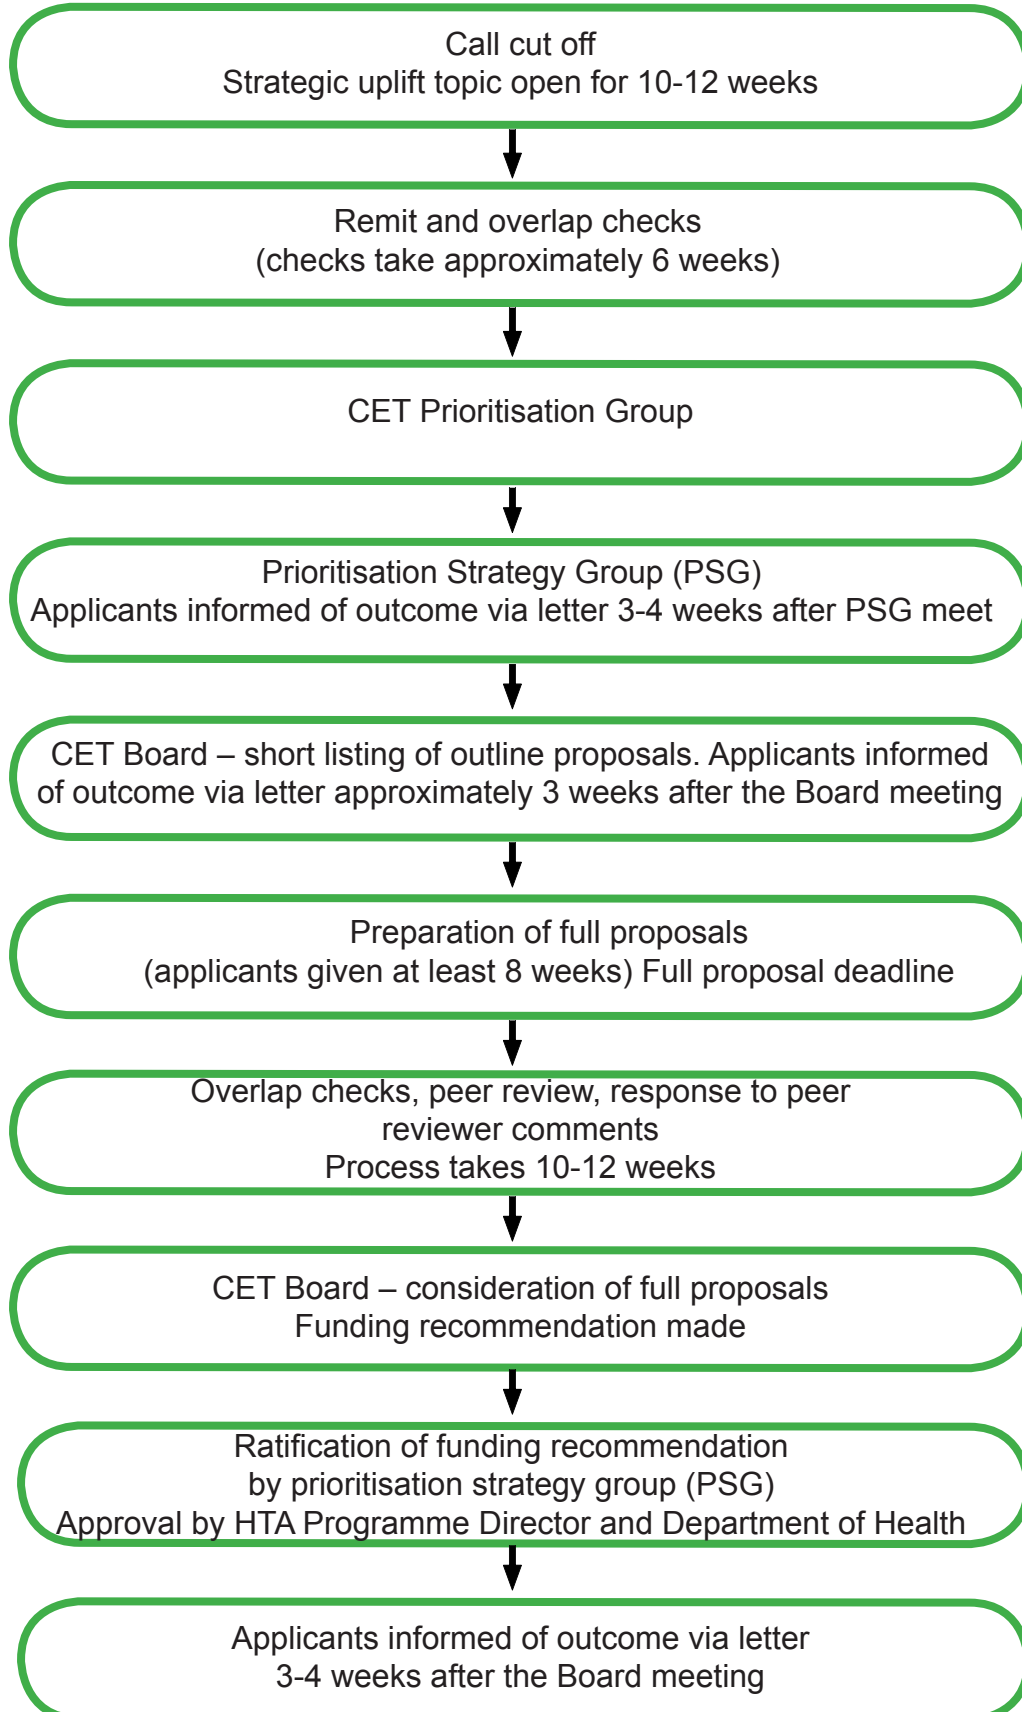 Call cut off
Strategic uplift topic open for 10-12 weeks
Remit and overlap checks
(checks take approximately 6 weeks)
CET Prioritisation Group
Prioritisation Strategy Group (PSG)
Applicants informed of outcome via letter 3-4 weeks after PSG meet
CET Board – short listing of outline proposals. Applicants informed
of outcome via letter approximately 3 weeks after the Board meeting
Preparation of full proposals
(applicants given at least 8 weeks) Full proposal deadline
Overlap checks, peer review, response to peer
reviewer comments
Process takes 10-12 weeks
CET Board – consideration of full proposals
Funding recommendation made
Ratification of funding recommendation
by prioritisation strategy group (PSG)
Approval by HTA Programme Director and Department of Health
Applicants informed of outcome via letter
3-4 weeks after the Board meeting